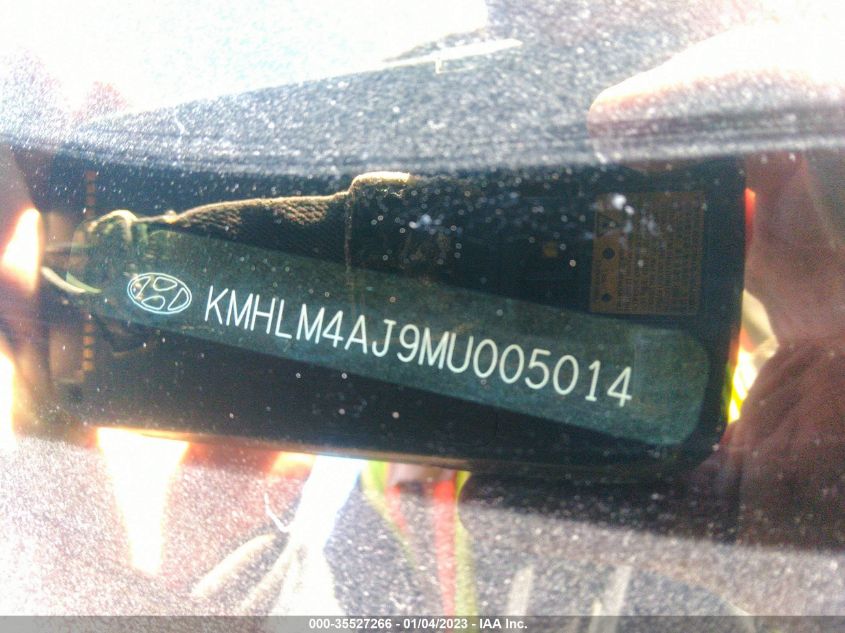 KMHLM4AJ9MU005014
000-35527266 - 01/04/2023 - IAA Inc.